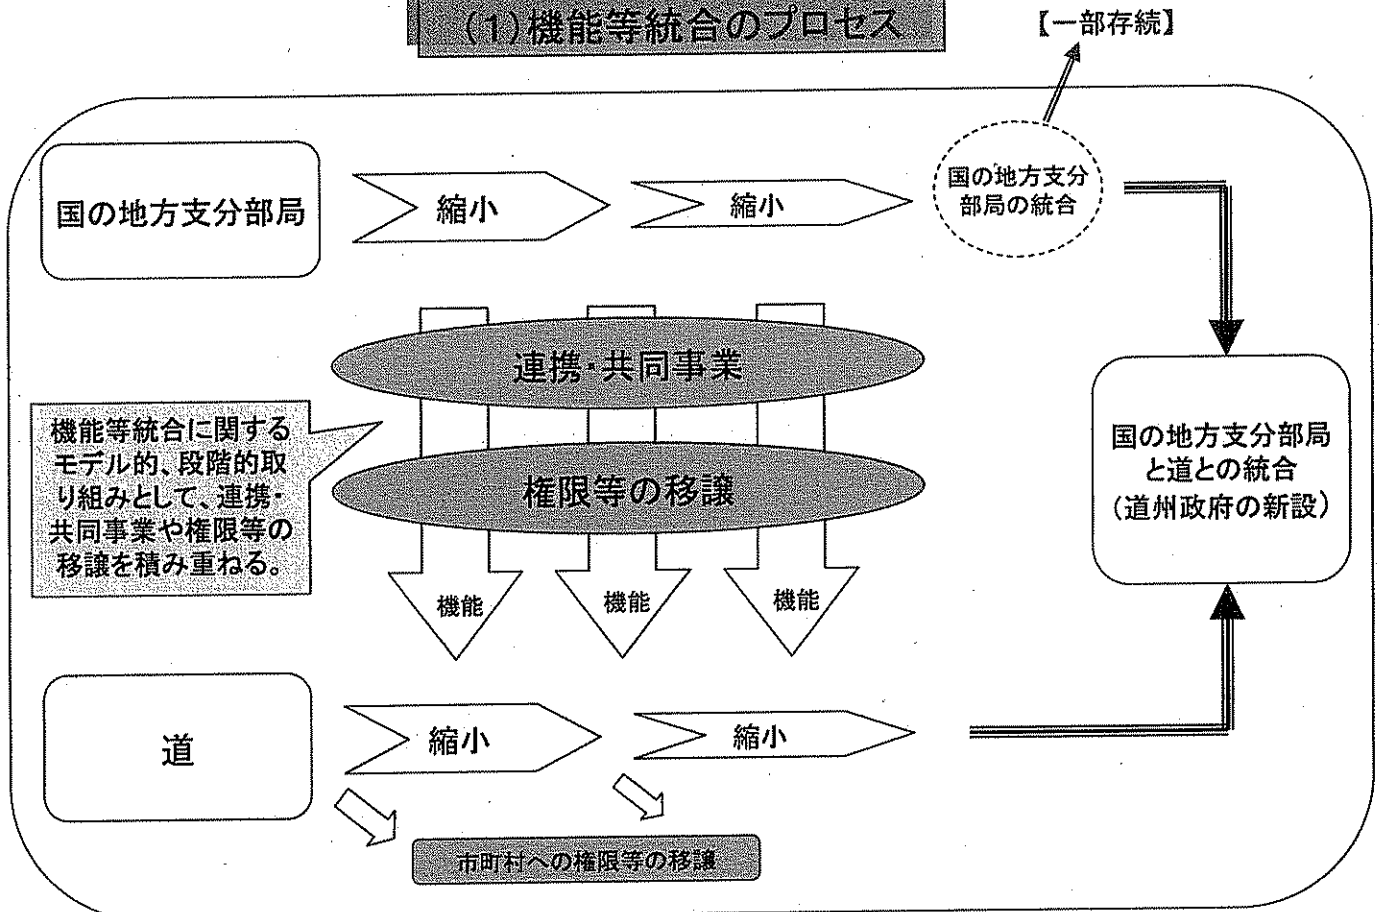 (1)機能等統合のプロセス
【一部存続】
国の地方支分部局
縮小
縮小
国の地方支分
部局の統合
連携・共同事業
機能等統合に関する
モデル的、段階的取
り組みとして、連携・
共同事業や権限等の
移譲を積み重ねる。
権限等の移譲
国の地方支分部局
と道との統合
(道州政府の新設)
機能
機能
機能
道
縮小
縮小
市町村への権限等の移譲